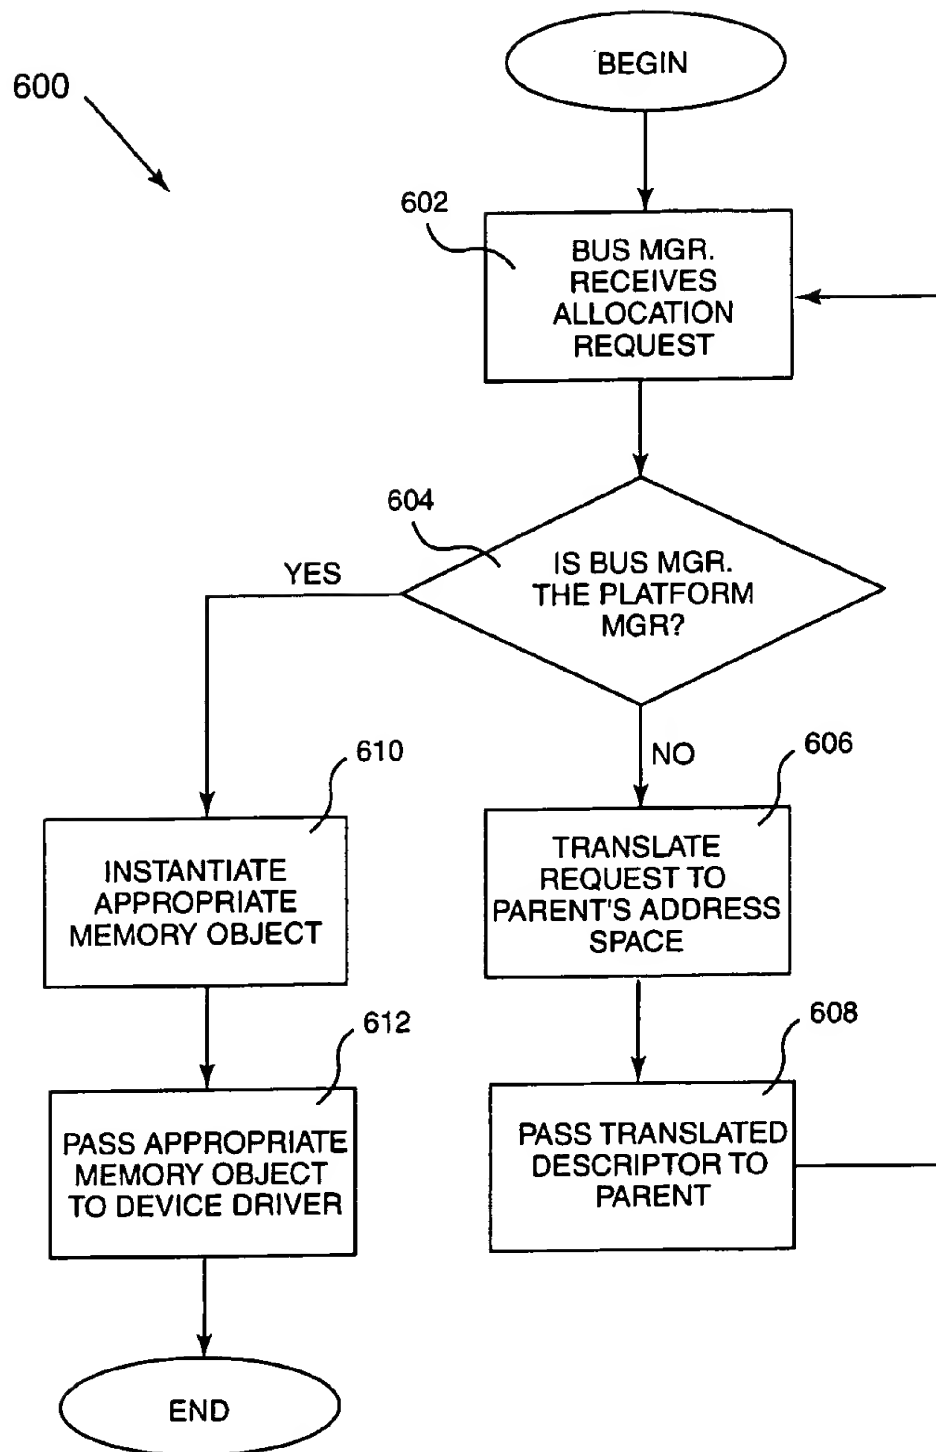 600
BEGIN
602
BUS MGR.
RECEIVES
ALLOCATION
REQUEST
604
IS BUS MGR.
THE PLATFORM
MGR?
YES
NO
606
TRANSLATE
REQUEST TO
PARENT'S ADDRESS
SPACE
608
PASS TRANSLATED
DESCRIPTOR TO
PARENT
610
INSTANTIATE
APPROPRIATE
MEMORY OBJECT
612
PASS APPROPRIATE
MEMORY OBJECT
TO DEVICE DRIVER
END